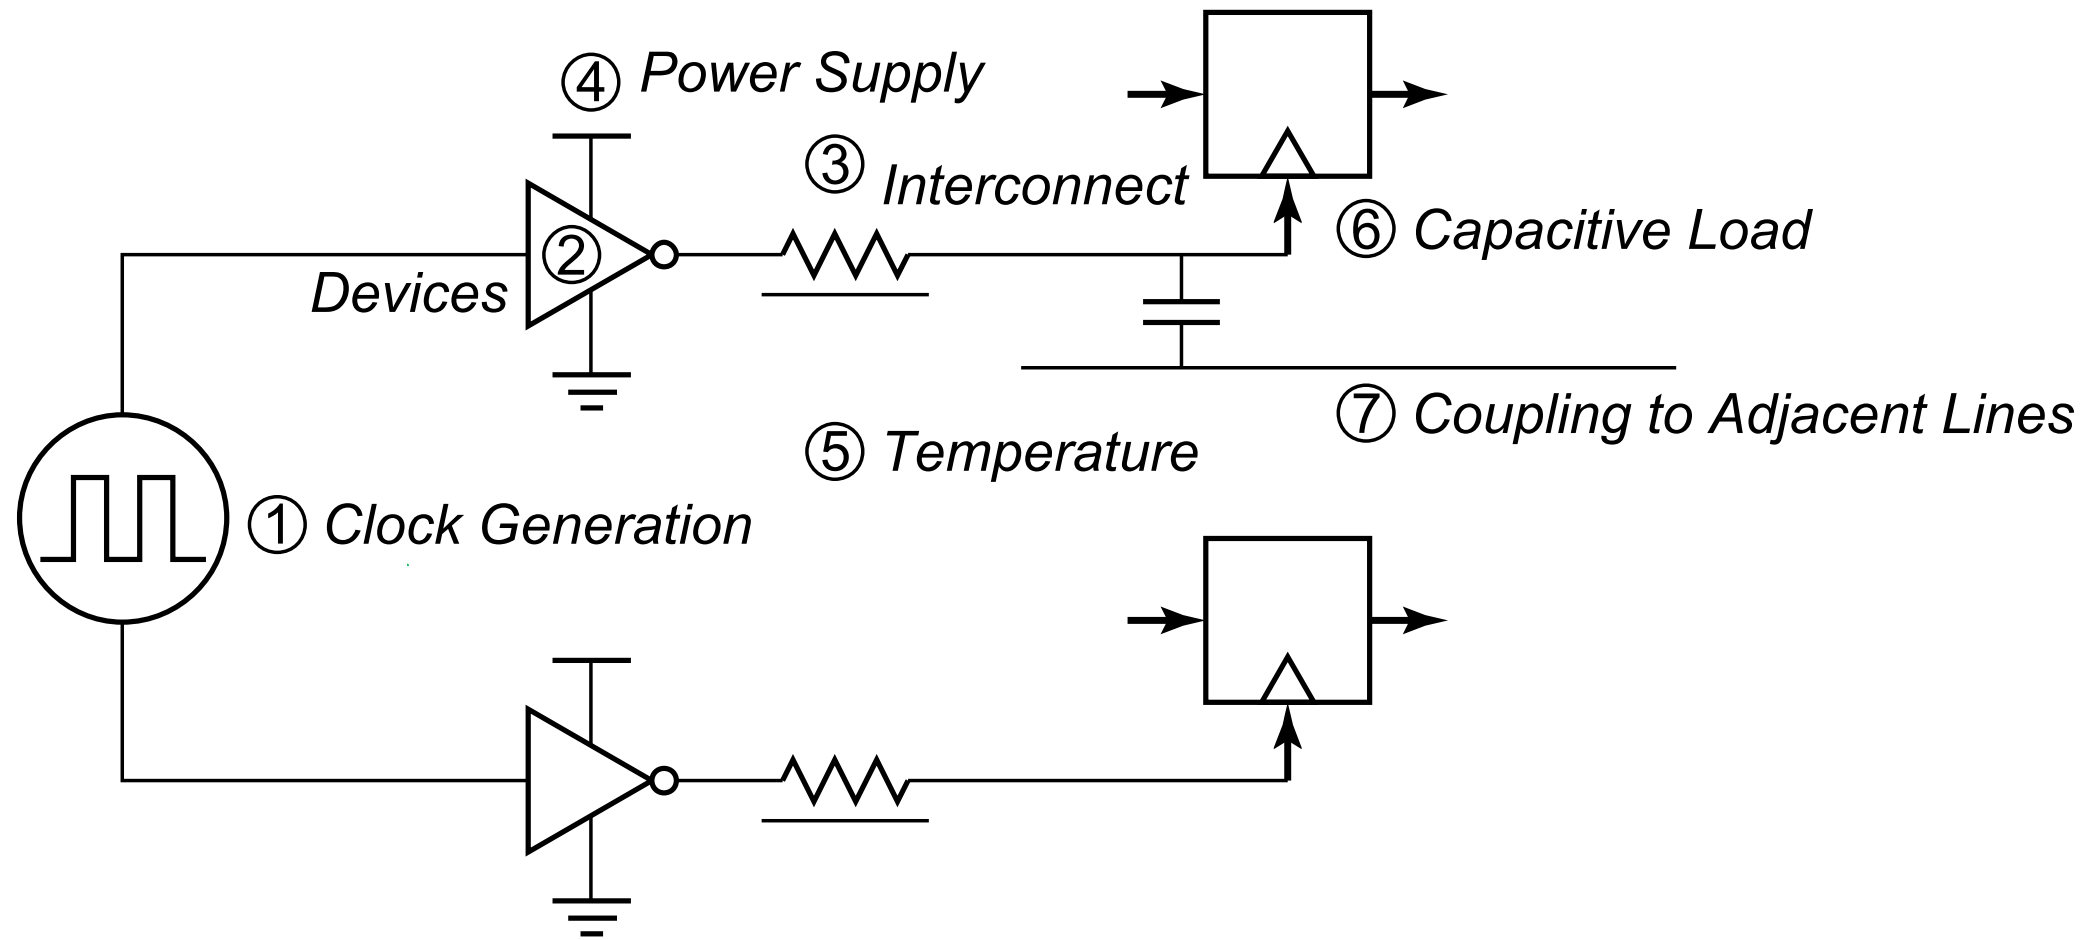 ④ Power Supply
③ Interconnect
⑥ Capacitive Load
② Devices
⑦ Coupling to Adjacent Lines
⑤ Temperature
① Clock Generation